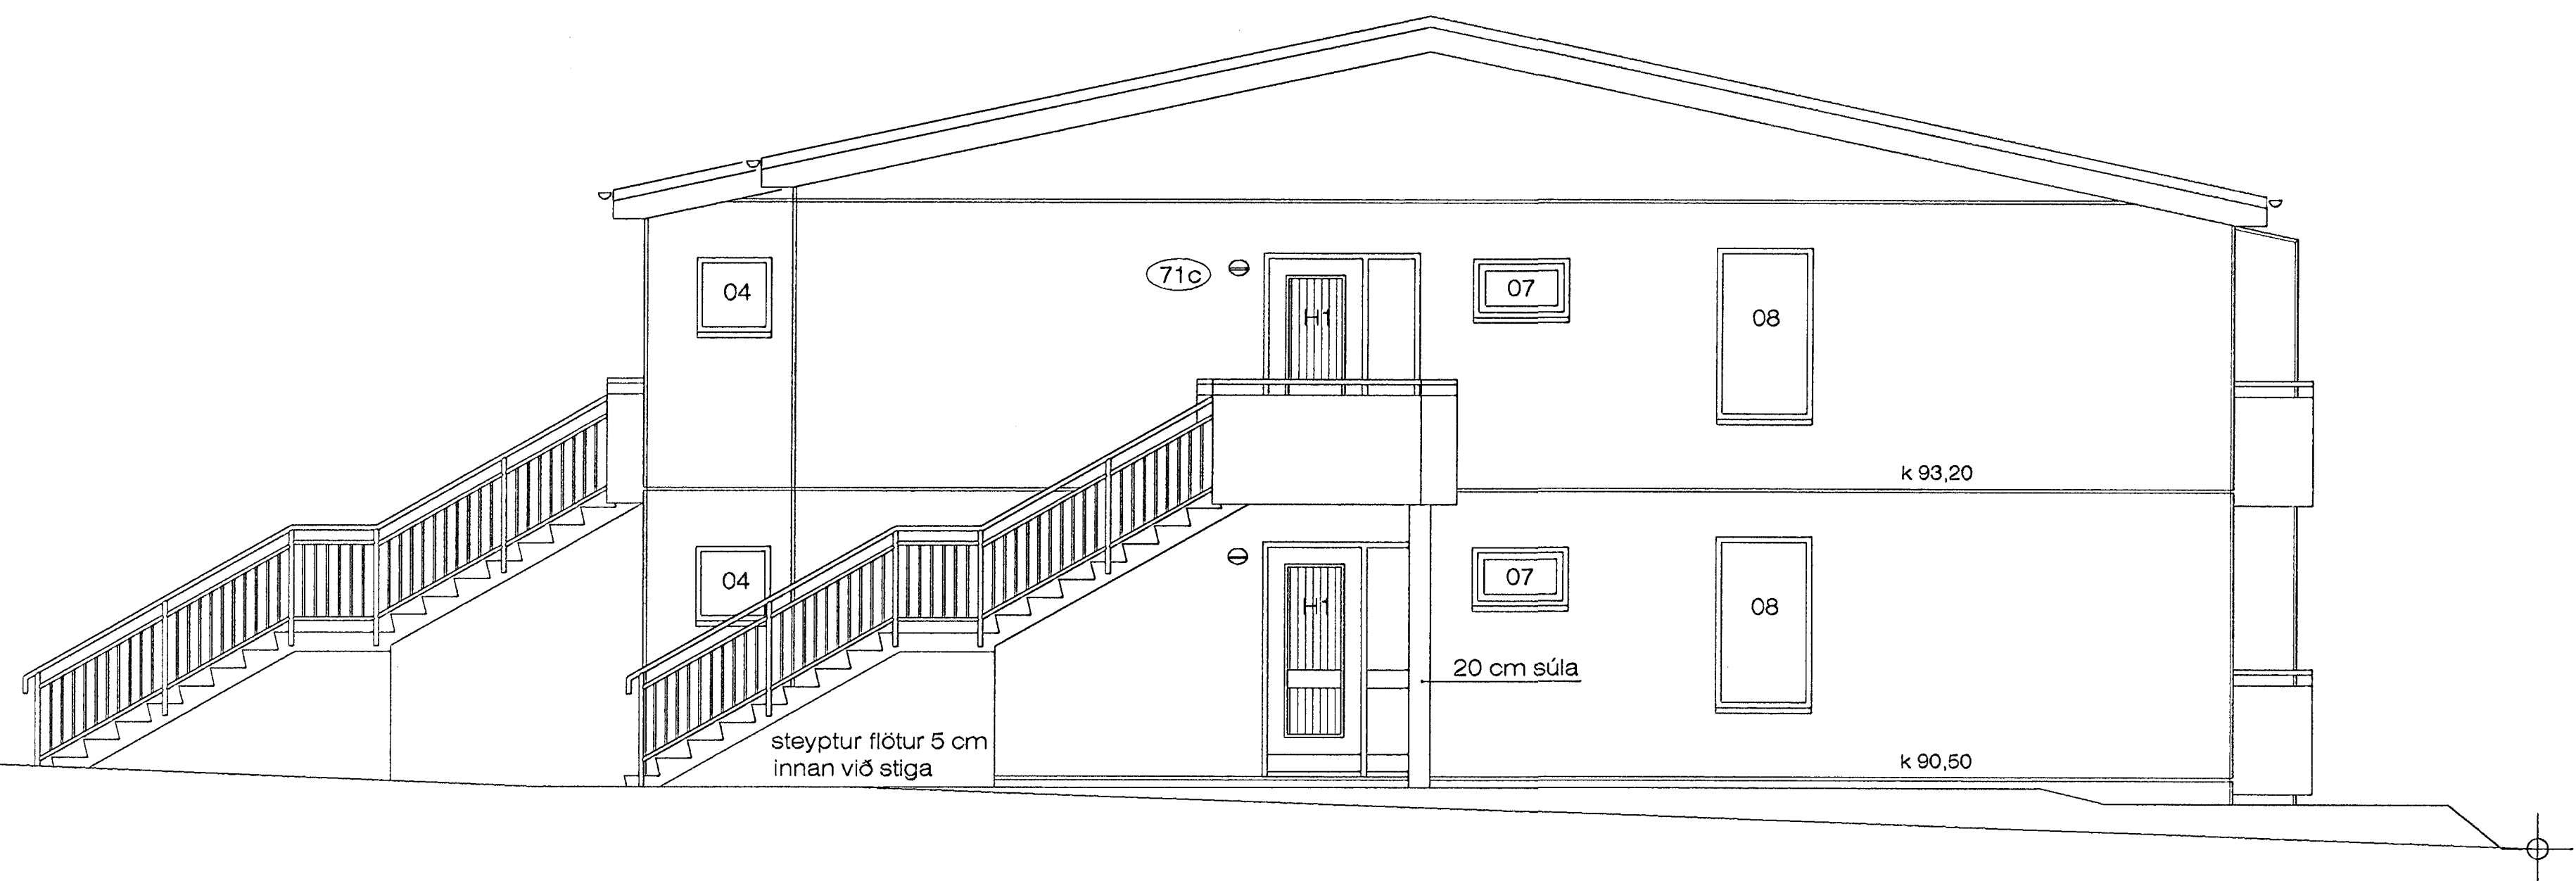 71c
04
H1
07
08
k 93,20
04
H1
07
08
20 cm súla
steyptur flötur 5 cm
innan við stiga
k 90,50